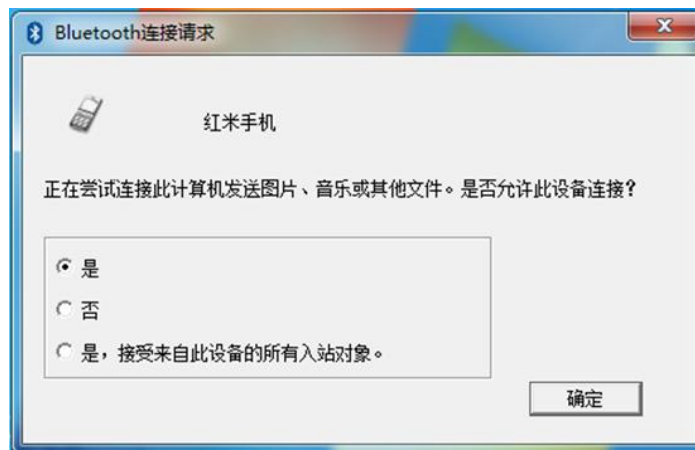 Bluetooth连接请求
红米手机
正在尝试连接此计算机发送图片、音乐或其他文件。是否允许此设备连接?
是
否
是，接受来自此设备的所有入站对象。
确定